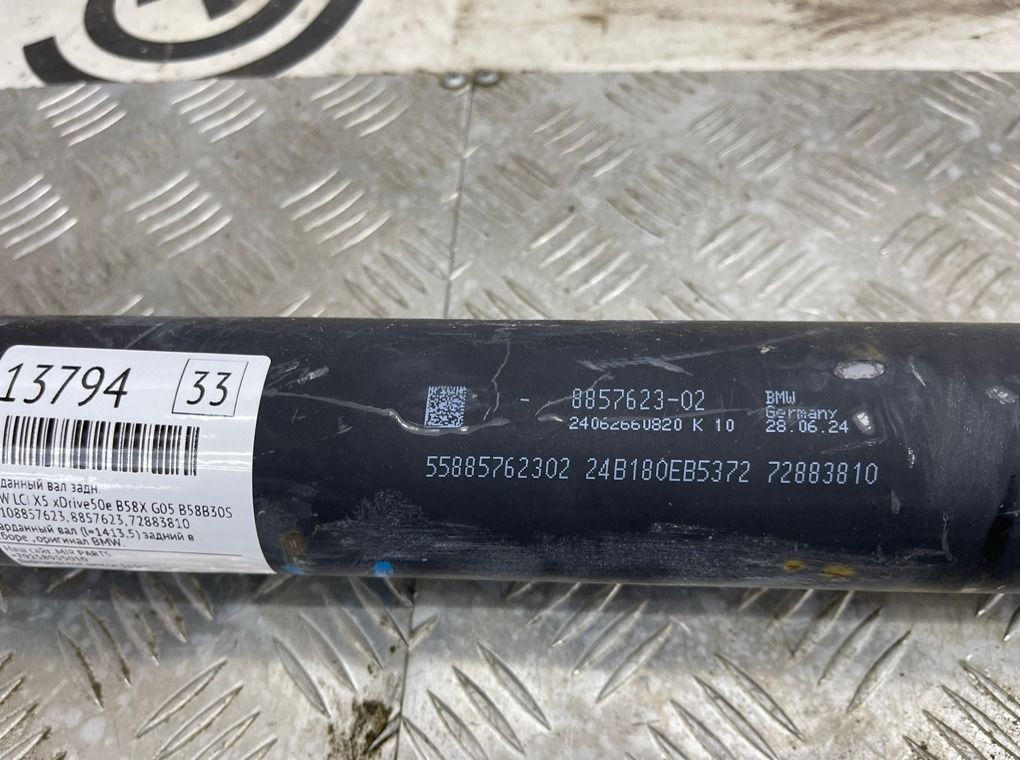 13794 33
данный вал задн.
W LCI X5 xDrive50e B58X G05 B58B30S
108857623,8857623,72883810
арданный вал (l=1413.5) задний в
боре ,оригинал BMW.
- 8857623-02 BMW
Germany
24062660820 K 10 28.06.24
55885762302 24B180EB5372 72883810